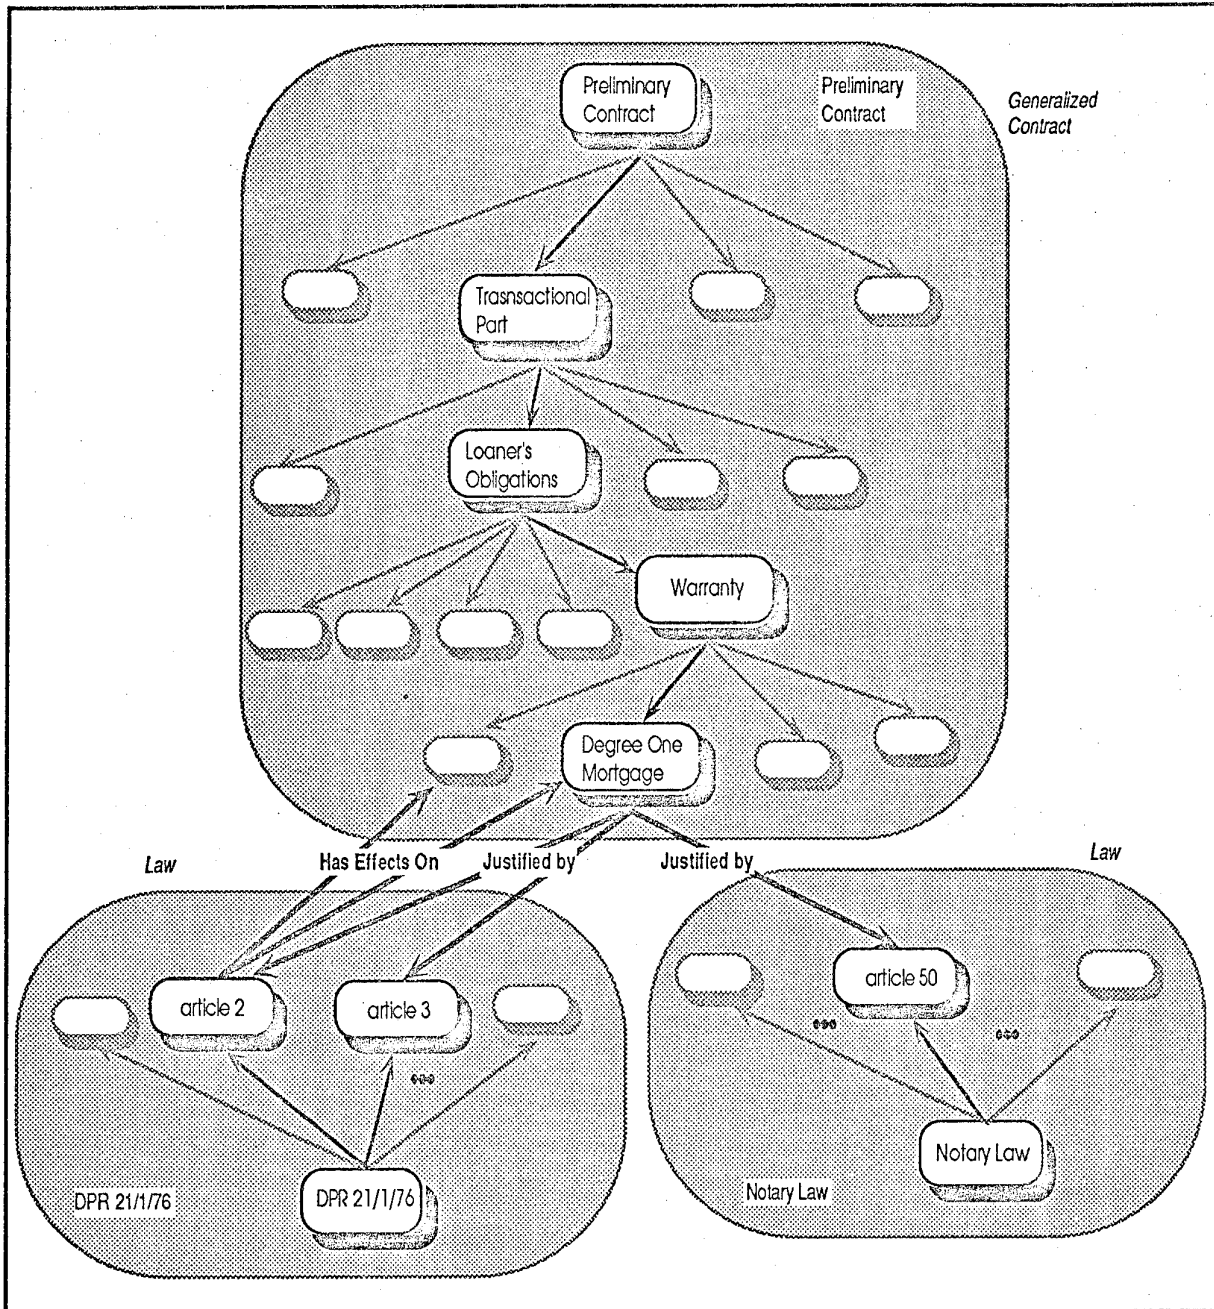 Preliminary
Contract
Preliminary
Contract
Generalized
Contract
Trasnsactional
Part
Loaner's
Obligations
Warranty
Degree One
Mortgage
Law
Has Effects On
Justified by
Justified by
Law
article 2
article 3
article 50
DPR 21/1/76
DPR 21/1/76
Notary Law
Notary Law